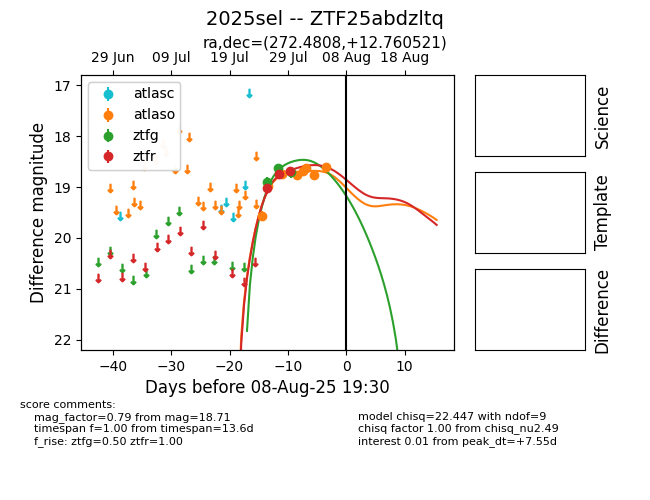 2025sel -- ZTF25abdzltq
ra,dec=(272.4808,+12.760521)
29 Jun 09 Jul 19 Jul 29 Jul 08 Aug 18 Aug
17
18
19
20
21
22
Difference magnitude
atlasc
atlaso
ztfg
ztfr
−40 −30 −20 −10 0 10
Days before 08-Aug-25 19:30
Science
Template
Difference
score comments:
mag_factor=0.79 from mag=18.71
timespan f=1.00 from timespan=13.6d
f_rise: ztfg=0.50 ztfr=1.00
model chisq=22.447 with ndof=9
chisq factor 1.00 from chisq_nu2.49
interest 0.01 from peak_dt=+7.55d